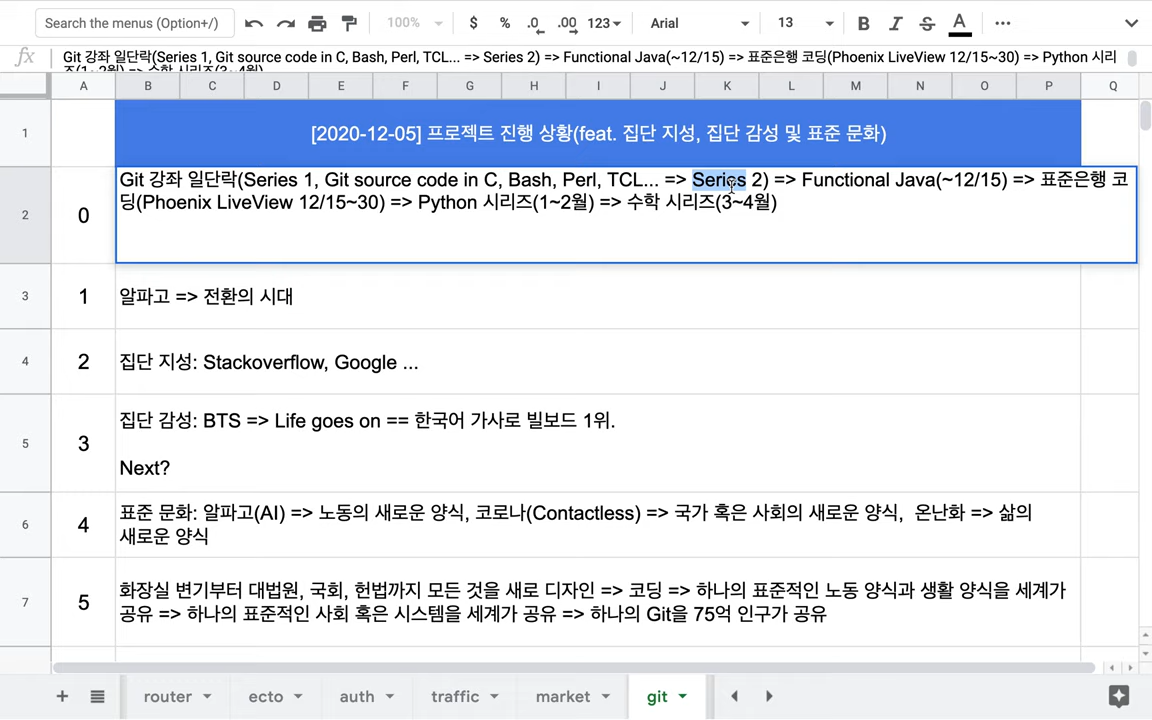 Search the menus (Option+/)
100%
$
%
.0
.00
123
Arial
13
B
I
S
A
fx
Git 강좌 일단락(Series 1, Git source code in C, Bash, Perl, TCL... => Series 2) => Functional Java(~12/15) => 표준은행 코딩(Phoenix LiveView 12/15~30) => Python 시리
즈(1~2월) => 수학 시리즈(3~4월)
A B C D E F G H I J K L M N O P Q
1
[2020-12-05] 프로젝트 진행 상황(feat. 집단 지성, 집단 감성 및 표준 문화)
2
0
Git 강좌 일단락(Series 1, Git source code in C, Bash, Perl, TCL... => Series 2) => Functional Java(~12/15) => 표준은행 코
딩(Phoenix LiveView 12/15~30) => Python 시리즈(1~2월) => 수학 시리즈(3~4월)
3
1
알파고 => 전환의 시대
4
2
집단 지성: Stackoverflow, Google ...
5
3
집단 감성: BTS => Life goes on == 한국어 가사로 빌보드 1위.
Next?
6
4
표준 문화: 알파고(AI) => 노동의 새로운 양식, 코로나(Contactless) => 국가 혹은 사회의 새로운 양식, 온난화 => 삶의
새로운 양식
7
5
화장실 변기부터 대법원, 국회, 헌법까지 모든 것을 새로 디자인 => 코딩 => 하나의 표준적인 노동 양식과 생활 양식을 세계가
공유 => 하나의 표준적인 사회 혹은 시스템을 세계가 공유 => 하나의 Git을 75억 인구가 공유
router
ecto
auth
traffic
market
git